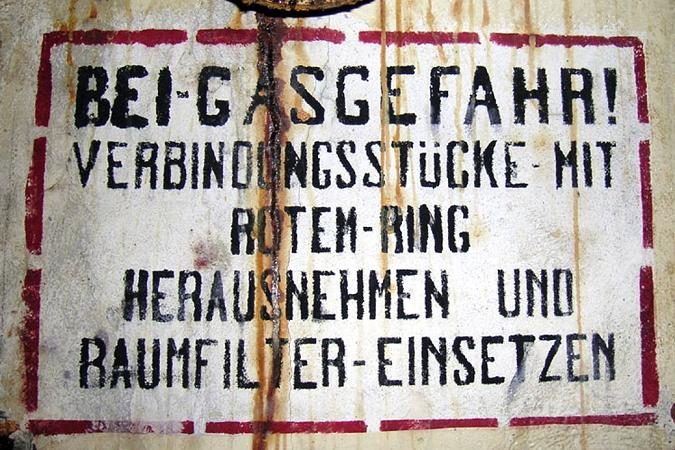 BEI-GASGEFAHR!
VERBINDUNGSSTÜCKE-MIT
ROTEM-RING
HERAUSNEHMEN UND
RAUMFILTER-EINSETZEN